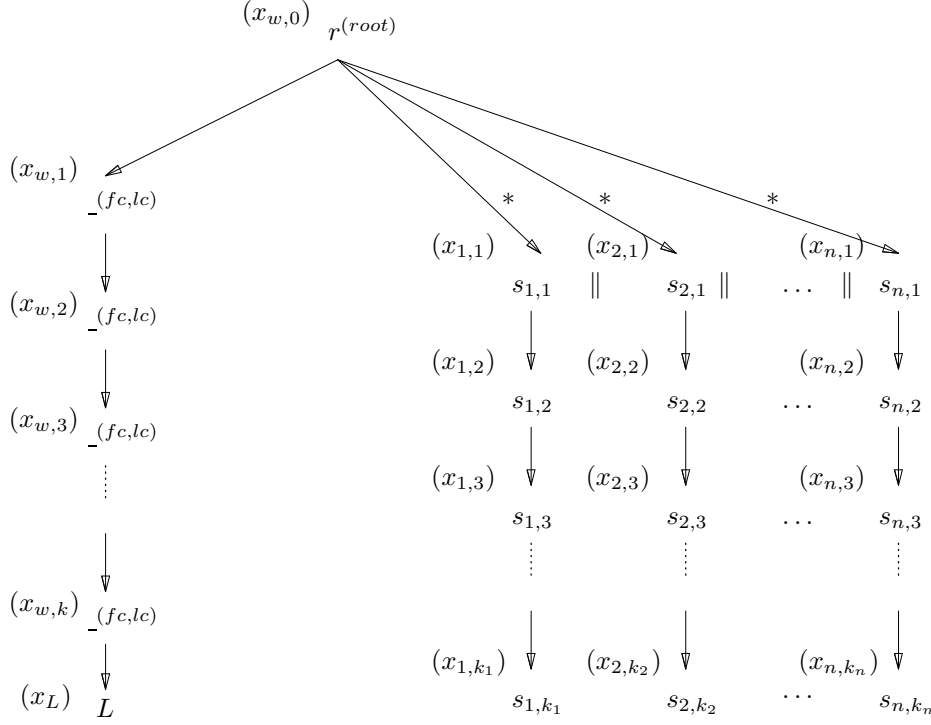 (x_{w,0}) r^{(root)}
(x_{w,1}) _^{(fc,lc)} * * *
(x_{1,1}) (x_{2,1}) (x_{n,1})
s_{1,1} ‖ s_{2,1} ‖ … ‖ s_{n,1}
(x_{w,2}) _^{(fc,lc)}
(x_{1,2}) (x_{2,2}) (x_{n,2})
s_{1,2} s_{2,2} … s_{n,2}
(x_{w,3}) _^{(fc,lc)}
(x_{1,3}) (x_{2,3}) (x_{n,3})
s_{1,3} s_{2,3} … s_{n,3}
(x_{w,k}) _^{(fc,lc)}
(x_{1,k_1}) (x_{2,k_2}) (x_{n,k_n})
(x_L) L s_{1,k_1} s_{2,k_2} … s_{n,k_n}